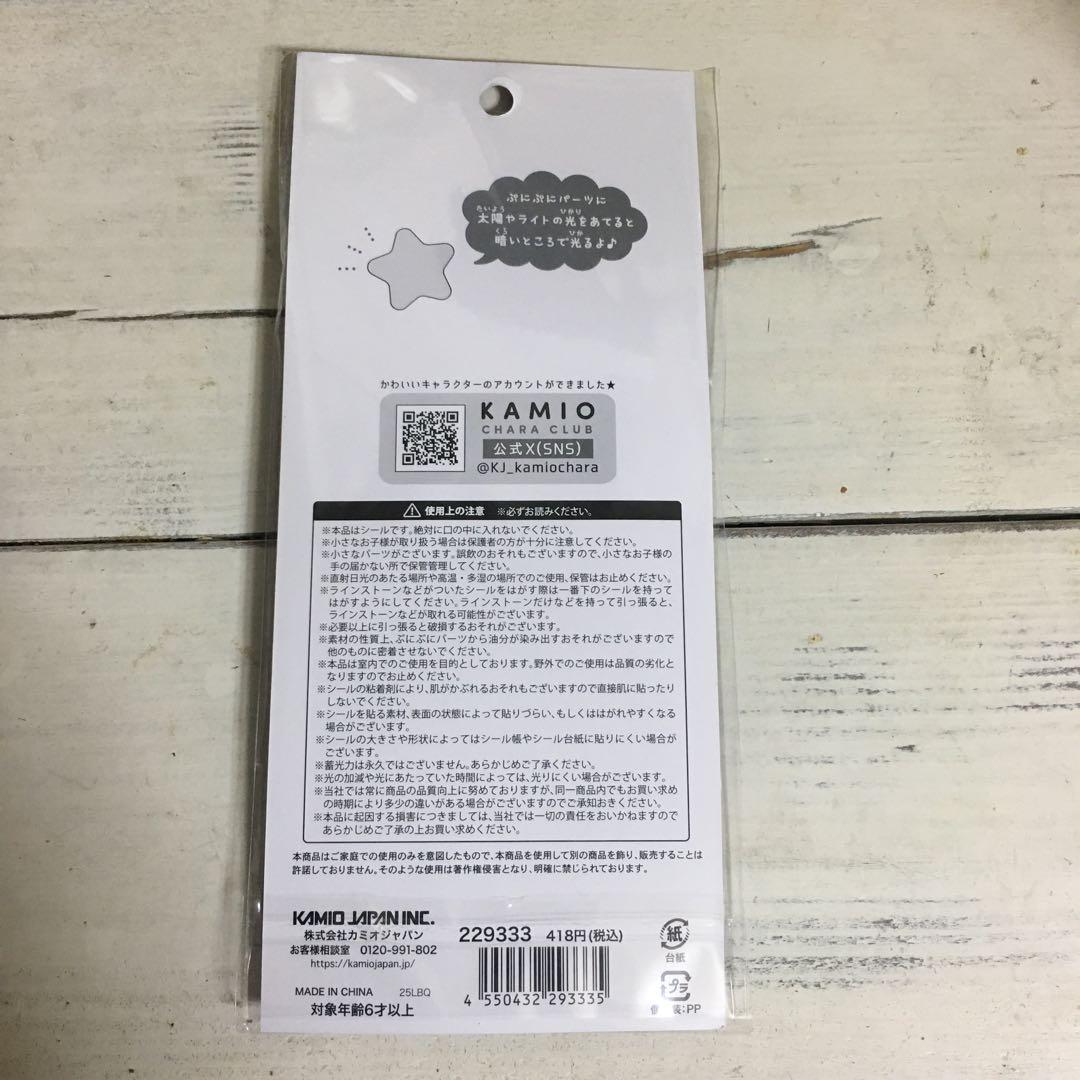 ぷにぷにパーツに
太陽やライトの光をあてると
たいよう ひかり
暗いところで光るよ♪
くら ひか
かわいいキャラクターのアカウントができました★
KAMIO
CHARA CLUB
公式X(SNS)
@KJ_kamiochara
使用上の注意 ※必ずお読みください。
※本品はシールです。絶対に口の中に入れないでください。
※小さなお子様が取り扱う場合は保護者の方が十分に注意してください。
※小さなパーツがございます。誤飲のおそれもございますので、小さなお子様の
手の届かない所で保管管理してください。
※直射日光のあたる場所や高温・多湿の場所でのご使用、保管はお止めください。
※ラインストーンなどがついたシールをはがす際は一番下のシールを持って
はがすようにしてください。ラインストーンだけなどを持って引っ張ると、
ラインストーンなどが取れる可能性がございます。
※必要以上に引っ張ると破損するおそれがございます。
※素材の性質上、ぷにぷにパーツから油分が染み出すおそれがございますので
他のものに密着させないでください。
※本品は室内でのご使用を目的としております。野外でのご使用は品質の劣化と
なりますのでお止めください。
※シールの粘着剤により、肌がかぶれるおそれもございますので直接肌に貼ったり
しないでください。
※シールを貼る素材、表面の状態によって貼りづらい、もしくははがれやすくなる
場合がございます。
※シールの大きさや形状によってはシール帳やシール台紙に貼りにくい場合が
ございます。
※蓄光力は永久ではございません。あらかじめご了承ください。
※光の加減や光にあたっていた時間によっては、光りにくい場合がございます。
※当社では常に商品の品質向上に努めておりますが、同一商品内でもお買い求め
の時期により多少の違いがある場合がございますのでご承知おきください。
※本品に起因する損害につきましては、当社では一切の責任をおいかねますので
あらかじめご了承の上お買い求めください。
本商品はご家庭での使用のみを意図したもので、本商品を使用して別の商品を飾り、販売することは
許諾しておりません。そのような使用は著作権侵害となり、明確に禁じられております。
KAMIO JAPAN INC.
株式会社カミオジャパン
お客様相談室 0120-991-802
https://kamiojapan.jp/
MADE IN CHINA 25LBQ
対象年齢6才以上
229333 418円(税込)
4 550432 293335
紙
台紙
プラ
個 装:PP